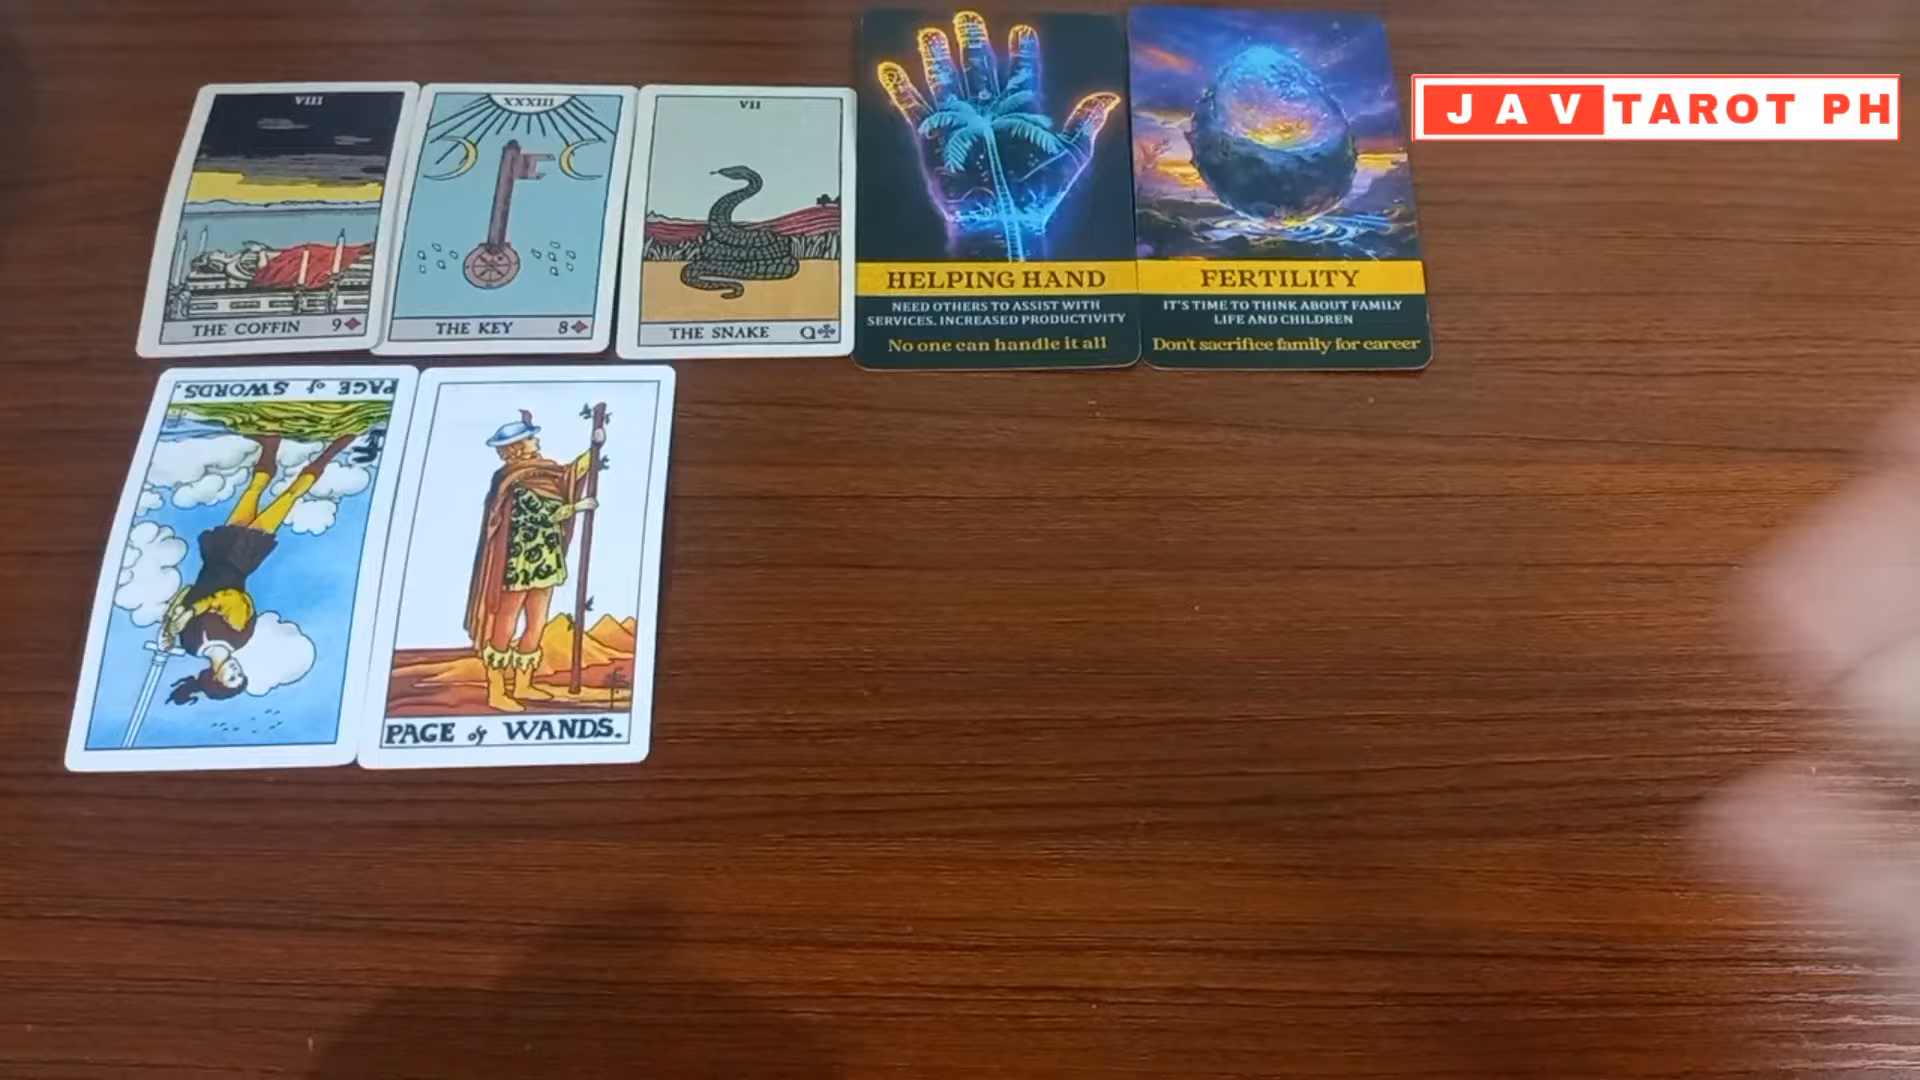 VIII
THE COFFIN 9
XXXIII
THE KEY 8
VII
THE SNAKE Q
HELPING HAND
NEED OTHERS TO ASSIST WITH
SERVICES. INCREASED PRODUCTIVITY
No one can handle it all
FERTILITY
IT'S TIME TO THINK ABOUT FAMILY
LIFE AND CHILDREN
Don't sacrifice family for career
JAV TAROT PH
PAGE of SWORDS.
PAGE of WANDS.